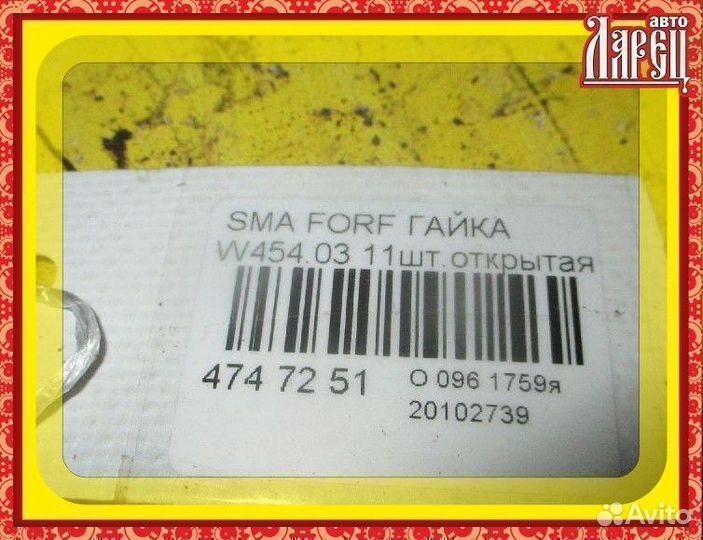 авто
ЛАРЕЦ
SMA FORF ГАЙКА
W454.03 11шт.открытая
474 72 51
О 096 1759я
20102739
Avito